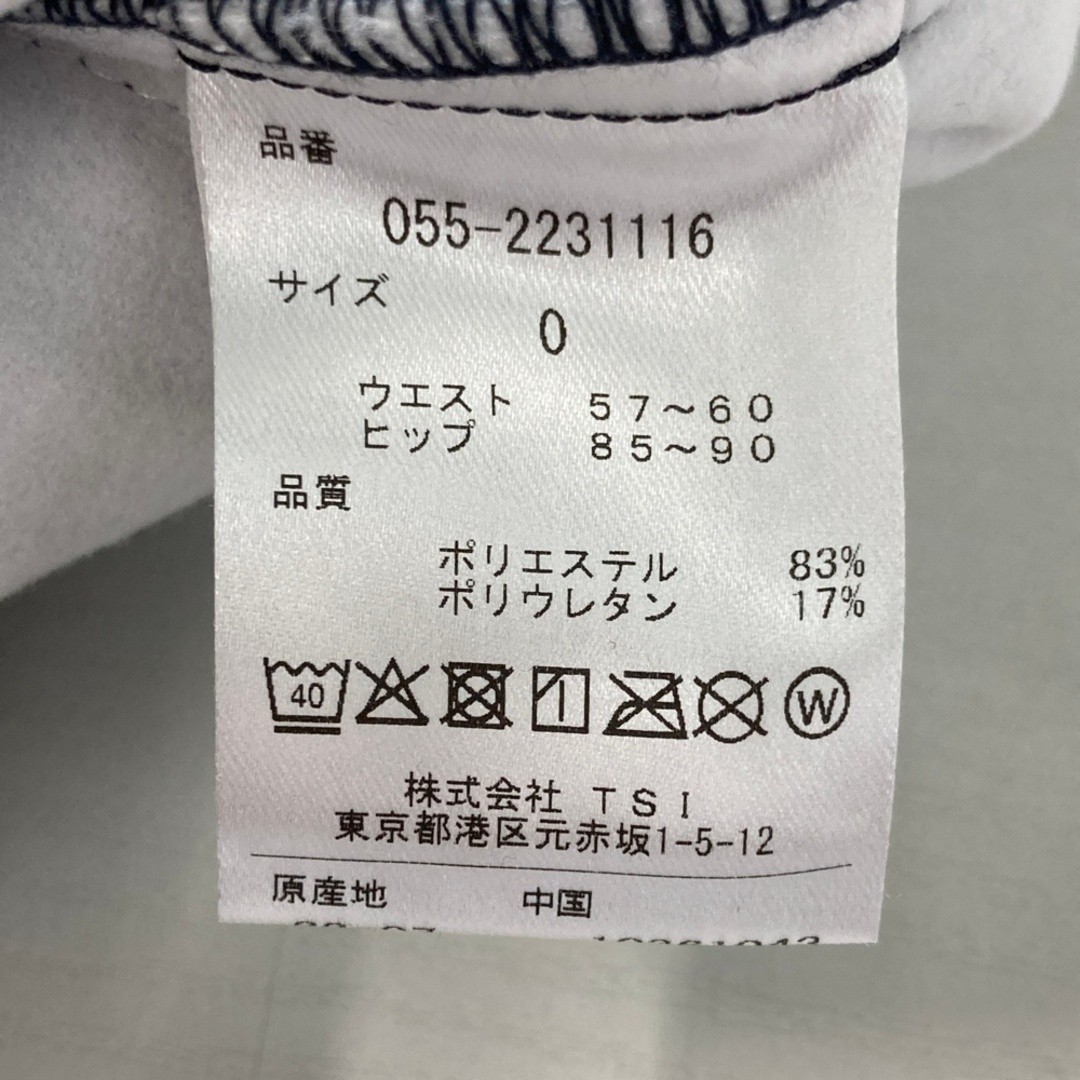 品番
055-2231116
サイズ
0
ウエスト 57～60
ヒップ 85～90
品質
ポリエステル 83%
ポリウレタン 17%
40
W
株式会社 TSI
東京都港区元赤坂1-5-12
原産地 中国